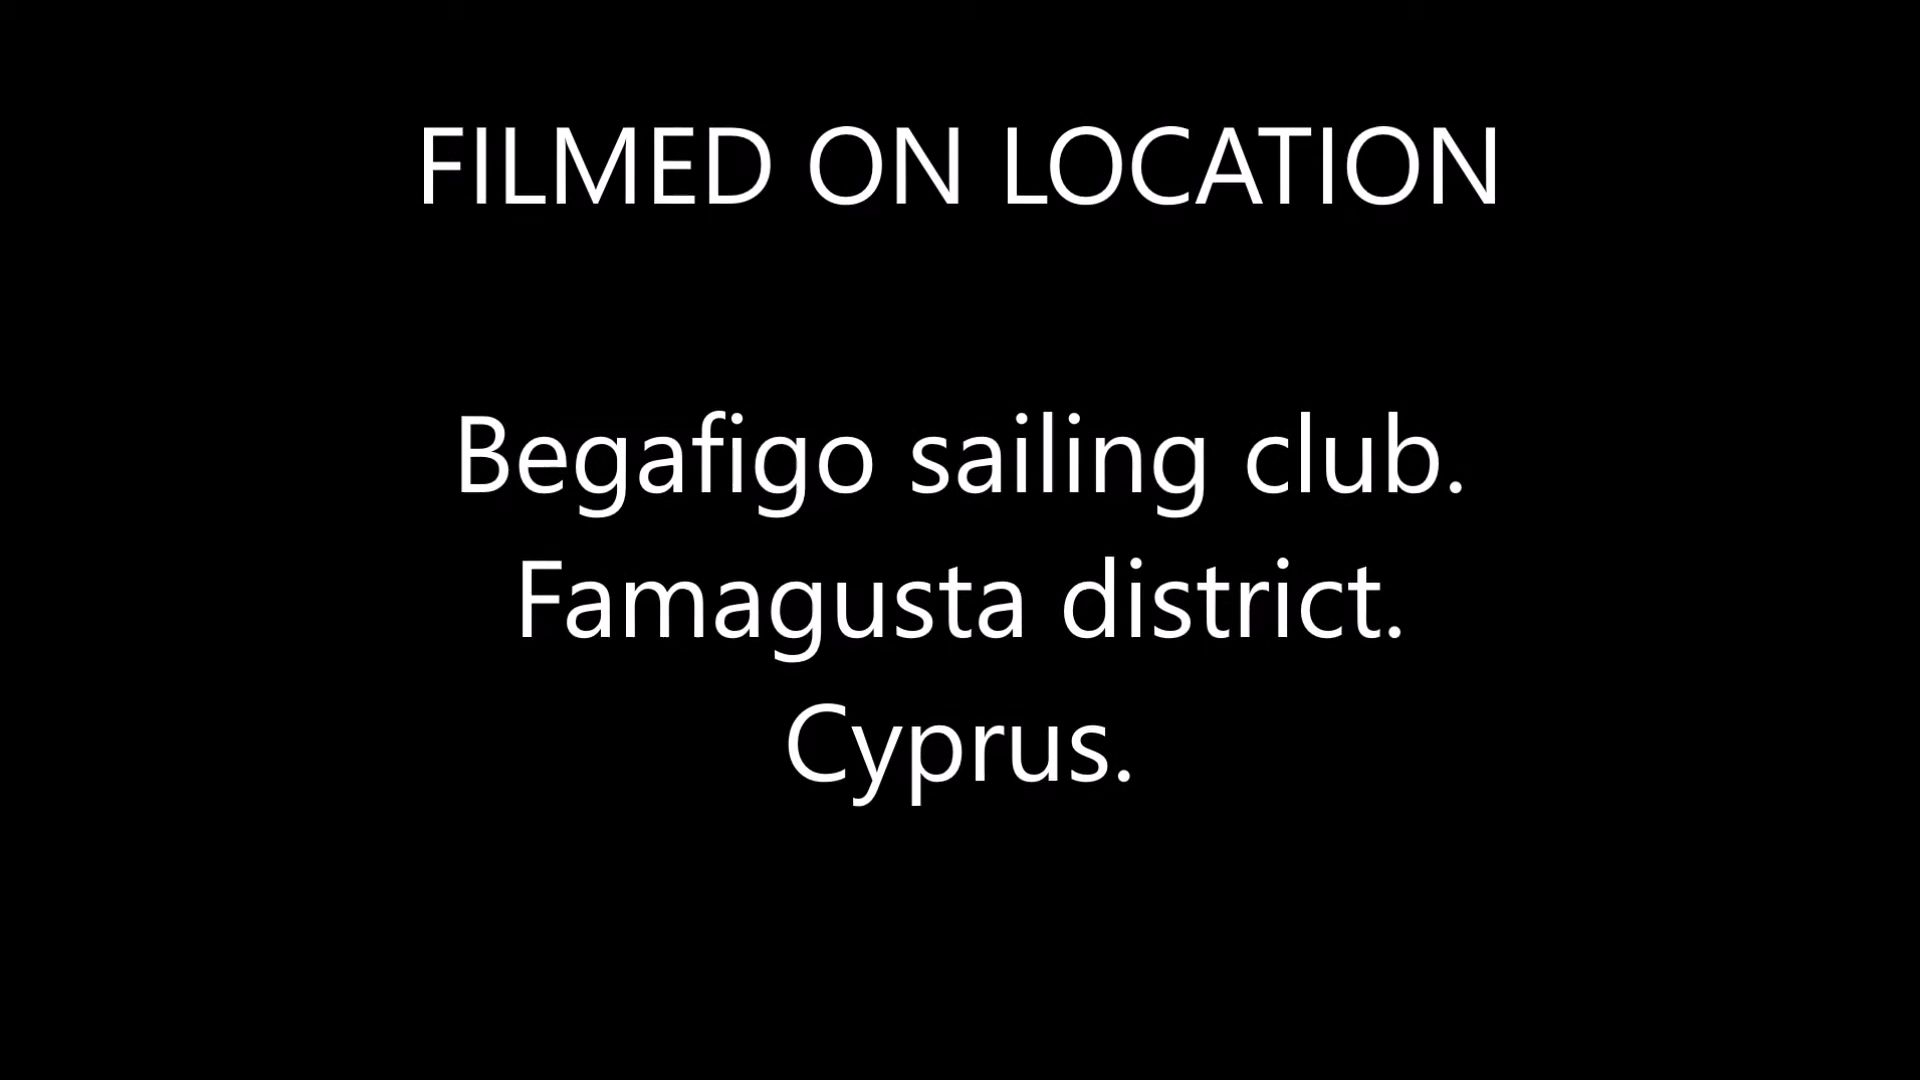 FILMED ON LOCATION
Begafigo sailing club.
Famagusta district.
Cyprus.